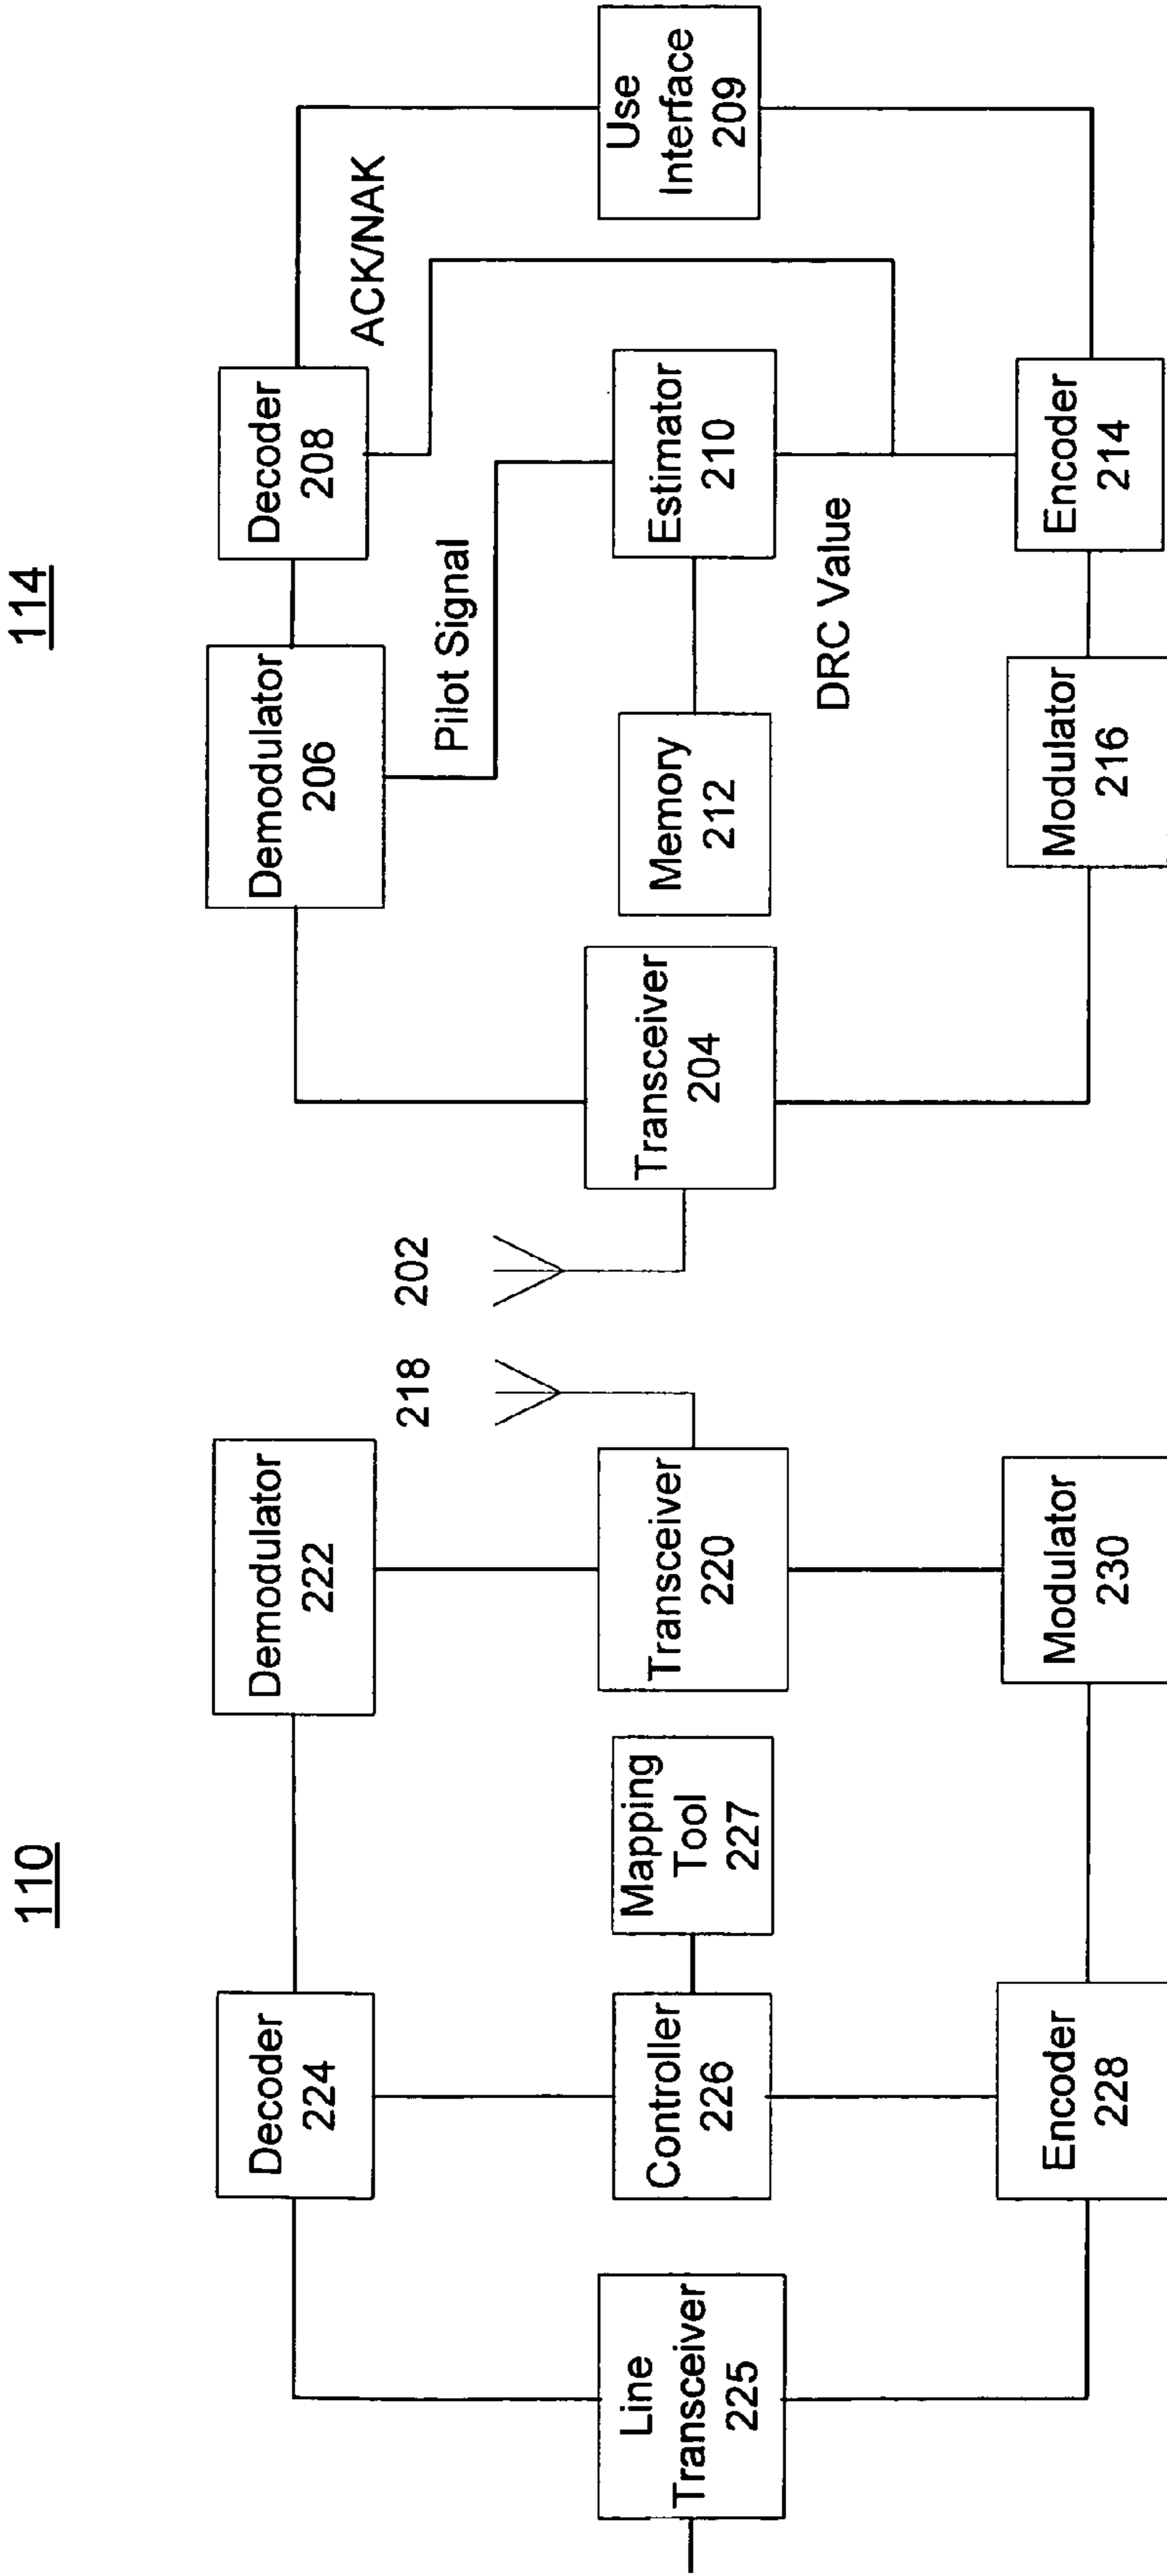 110
114
Decoder
224
Demodulator
222
218
202
Demodulator
206
Decoder
208
ACK/NAK
Pilot Signal
Line
Transceiver
225
Controller
226
Mapping
Tool
227
Transceiver
220
Transceiver
204
Memory
212
Estimator
210
Use
Interface
209
DRC Value
Encoder
228
Modulator
230
Modulator
216
Encoder
214